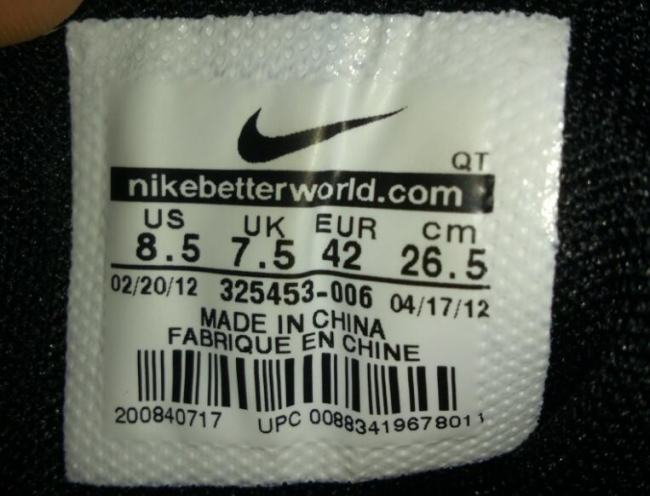 QT
nikebetterworld.com
US UK EUR cm
8.5 7.5 42 26.5
02/20/12 325453-006 04/17/12
MADE IN CHINA
FABRIQUE EN CHINE
200840717 UPC 00883419678011